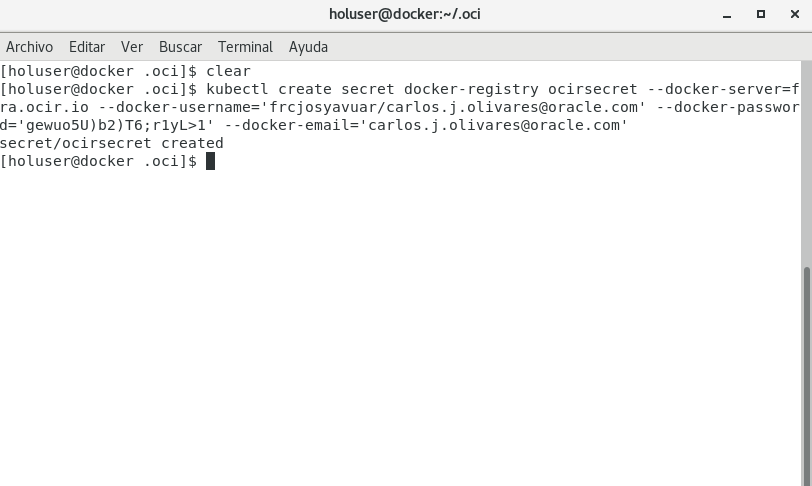 holuser@docker:~/.oci
Archivo Editar Ver Buscar Terminal Ayuda
[holuser@docker .oci]$ clear
[holuser@docker .oci]$ kubectl create secret docker-registry ocirsecret --docker-server=f
ra.ocir.io --docker-username='frcjosyavuar/carlos.j.olivares@oracle.com' --docker-passwor
d='gewuo5U)b2)T6;r1yL>1' --docker-email='carlos.j.olivares@oracle.com'
secret/ocirsecret created
[holuser@docker .oci]$